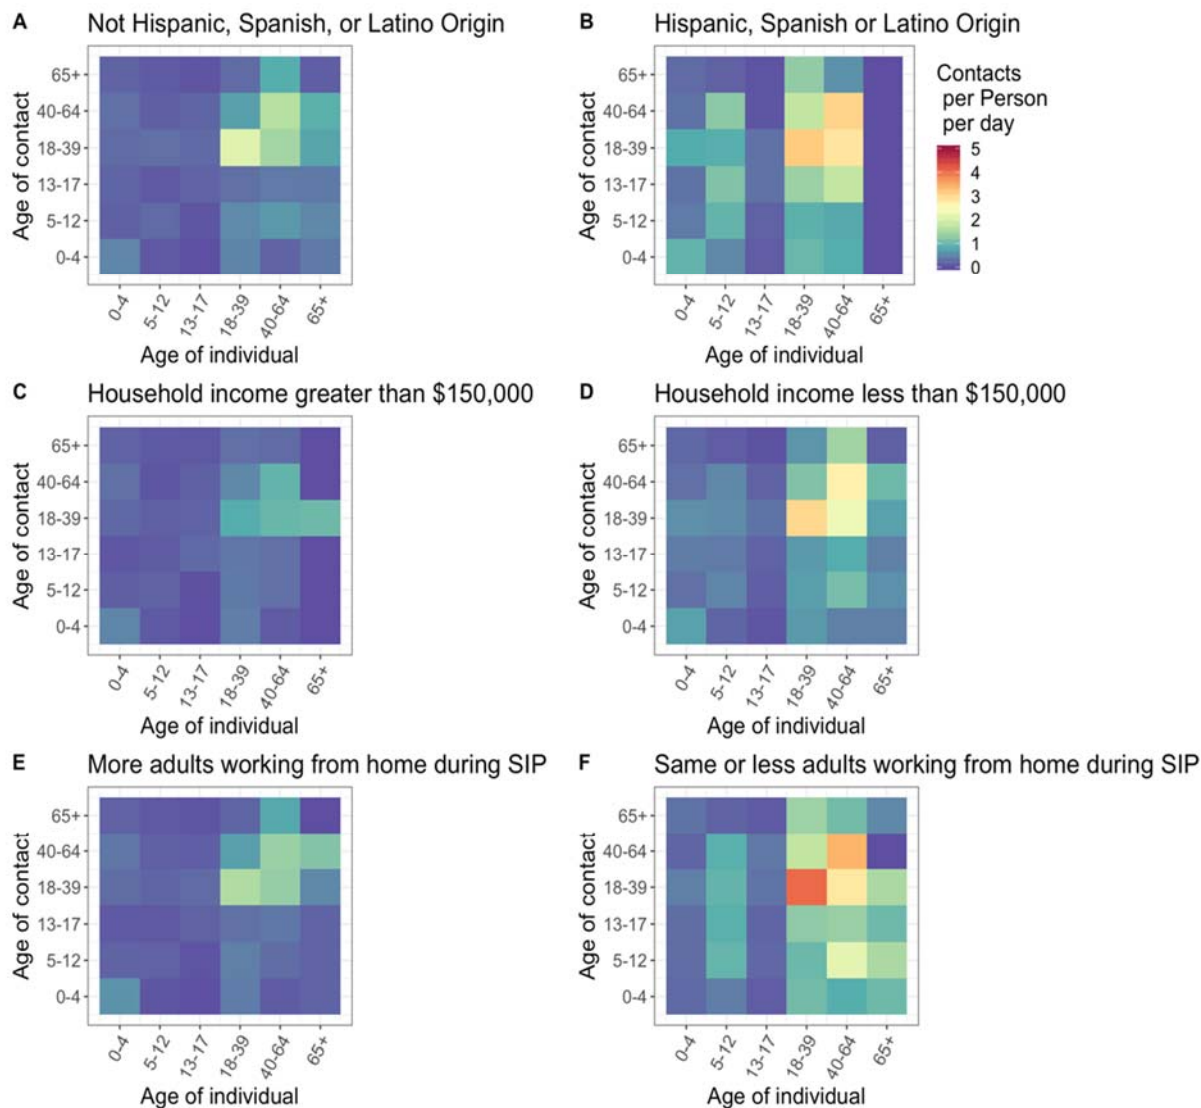 A Not Hispanic, Spanish, or Latino Origin
65+
40-64
18-39
13-17
5-12
0-4
Age of contact
0-4 5-12 13-17 18-39 40-64 65+
Age of individual
B Hispanic, Spanish or Latino Origin
65+
40-64
18-39
13-17
5-12
0-4
Age of contact
0-4 5-12 13-17 18-39 40-64 65+
Age of individual
Contacts
per Person
per day
5
4
3
2
1
0
C Household income greater than $150,000
65+
40-64
18-39
13-17
5-12
0-4
Age of contact
0-4 5-12 13-17 18-39 40-64 65+
Age of individual
D Household income less than $150,000
65+
40-64
18-39
13-17
5-12
0-4
Age of contact
0-4 5-12 13-17 18-39 40-64 65+
Age of individual
E More adults working from home during SIP
65+
40-64
18-39
13-17
5-12
0-4
Age of contact
0-4 5-12 13-17 18-39 40-64 65+
Age of individual
F Same or less adults working from home during SIP
65+
40-64
18-39
13-17
5-12
0-4
Age of contact
0-4 5-12 13-17 18-39 40-64 65+
Age of individual